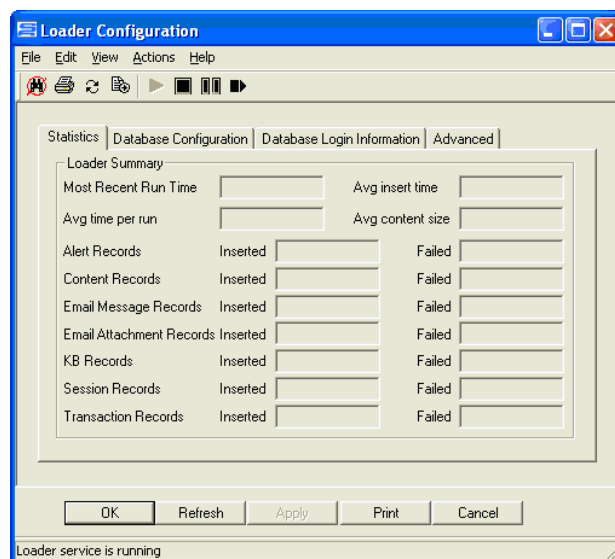 Loader Configuration
File Edit View Actions Help
Statistics Database Configuration Database Login Information Advanced
Loader Summary
Most Recent Run Time Avg insert time
Avg time per run Avg content size
Alert Records Inserted Failed
Content Records Inserted Failed
Email Message Records Inserted Failed
Email Attachment Records Inserted Failed
KB Records Inserted Failed
Session Records Inserted Failed
Transaction Records Inserted Failed
OK Refresh Apply Print Cancel
Loader service is running